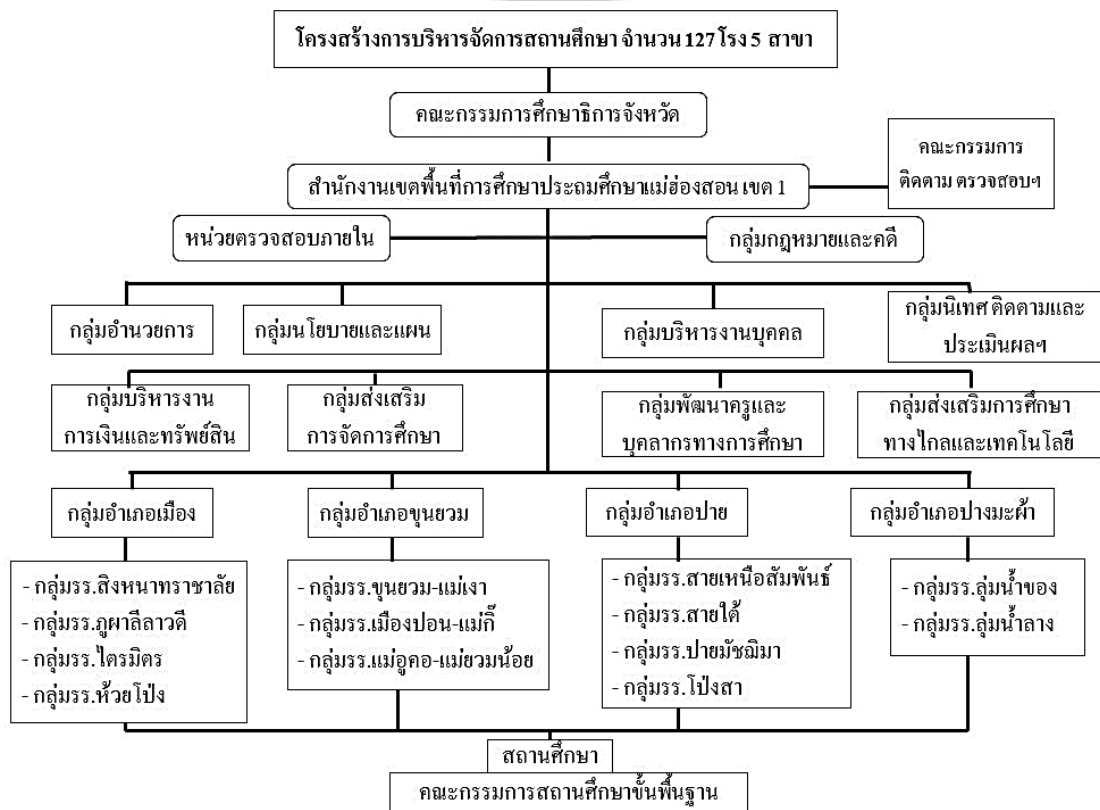 โครงสร้างการบริหารจัดการสถานศึกษา จำนวน 127 โรง 5 สาขา
คณะกรรมการศึกษาธิการจังหวัด
คณะกรรมการ
ติดตาม ตรวจสอบฯ
สำนักงานเขตพื้นที่การศึกษาประถมศึกษาแม่ฮ่องสอน เขต 1
หน่วยตรวจสอบภายใน
กลุ่มกฎหมายและคดี
กลุ่มอำนวยการ
กลุ่มนโยบายและแผน
กลุ่มบริหารงานบุคคล
กลุ่มนิเทศ ติดตามและ
ประเมินผลฯ
กลุ่มบริหารงาน
การเงินและทรัพย์สิน
กลุ่มส่งเสริม
การจัดการศึกษา
กลุ่มพัฒนาครูและ
บุคลากรทางการศึกษา
กลุ่มส่งเสริมการศึกษา
ทางไกลและเทคโนโลยี
กลุ่มอำเภอเมือง
กลุ่มอำเภอขุนยวม
กลุ่มอำเภอปาย
กลุ่มอำเภอปางมะผ้า
- กลุ่มรร.สิงหนาทราชาลัย
- กลุ่มรร.ภูผาลีลาวดี
- กลุ่มรร.ไตรมิตร
- กลุ่มรร.ห้วยโป่ง
- กลุ่มรร.ขุนยวม-แม่เงา
- กลุ่มรร.เมืองปอน-แม่กิ๊
- กลุ่มรร.แม่อูคอ-แม่ยวมน้อย
- กลุ่มรร.สายเหนือสัมพันธ์
- กลุ่มรร.สายใต้
- กลุ่มรร.ปายมัชฌิมา
- กลุ่มรร.โป่งสา
- กลุ่มรร.ลุ่มน้ำของ
- กลุ่มรร.ลุ่มน้ำลาง
สถานศึกษา
คณะกรรมการสถานศึกษาขั้นพื้นฐาน